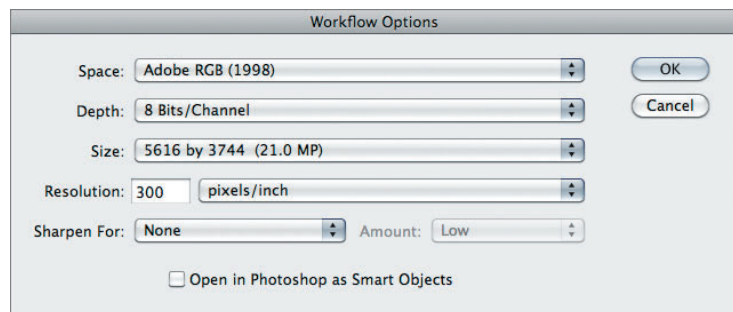 Workflow Options
Space: Adobe RGB (1998) OK
Depth: 8 Bits/Channel Cancel
Size: 5616 by 3744 (21.0 MP)
Resolution: 300 pixels/inch
Sharpen For: None Amount: Low
Open in Photoshop as Smart Objects